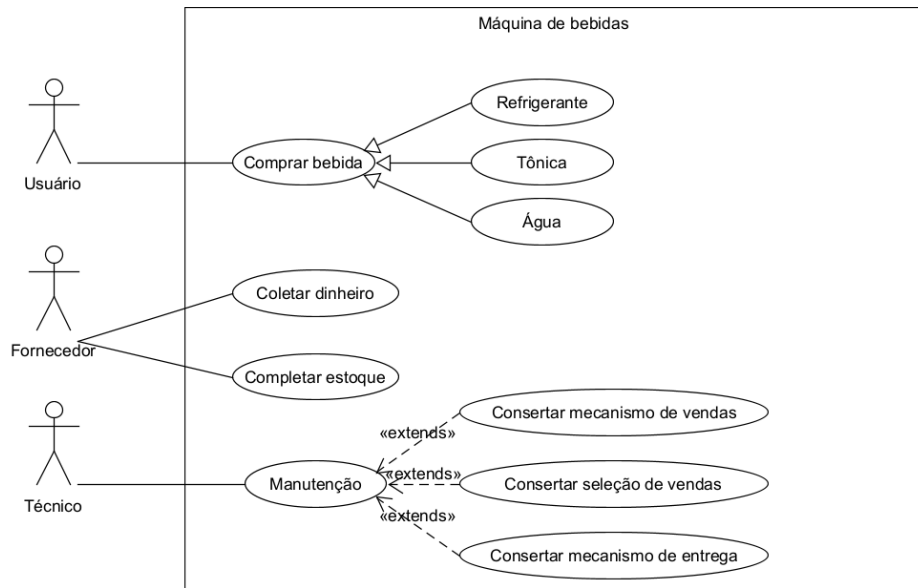 Máquina de bebidas
Refrigerante
Comprar bebida
Tônica
Usuário
Água
Coletar dinheiro
Fornecedor
Completar estoque
Consertar mecanismo de vendas
«extends»
Manutenção
«extends»
Consertar seleção de vendas
Técnico
«extends»
Consertar mecanismo de entrega